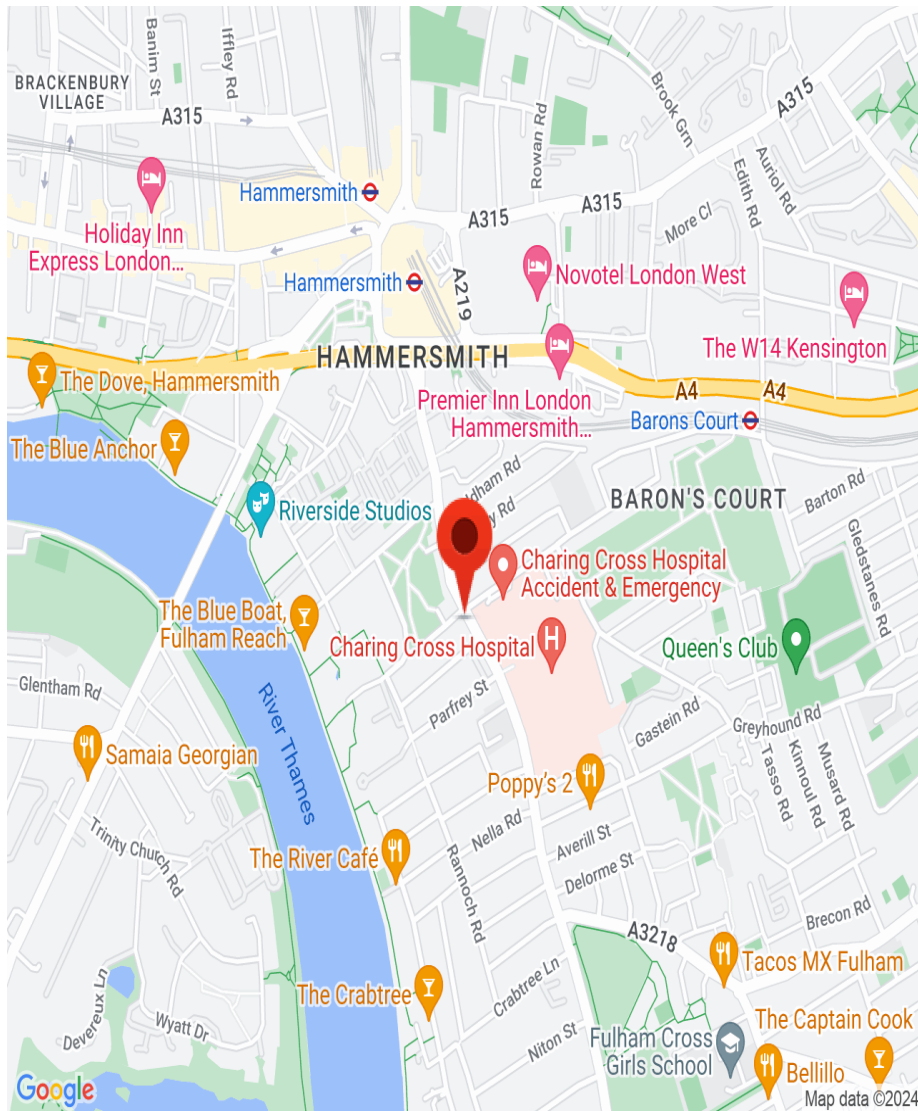 Banim St
Iffley Rd
BRACKENBURY
VILLAGE
A315
Brook Grn
A315
Rowan Rd
Hammersmith
A315
A315
Edith Rd
Auriol Rd
More Cl
Holiday Inn
Express London...
Hammersmith
A219
Novotel London West
The W14 Kensington
HAMMERSMITH
The Dove, Hammersmith
Premier Inn London
Hammersmith...
A4
A4
Barons Court
The Blue Anchor
ldham Rd
BARON'S COURT
Barton Rd
Riverside Studios
y Rd
Gledstanes Rd
Charing Cross Hospital
Accident & Emergency
The Blue Boat,
Fulham Reach
Charing Cross Hospital
H
Queen's Club
Glentham Rd
River Thames
Parfrey St
Gastein Rd
Greyhound Rd
Samaia Georgian
Tasso Rd
Kinnoul Rd
Musard Rd
Poppy's 2
Trinity Church Rd
The River Café
Rannoch Rd
Nella Rd
Averill St
Delorme St
Brecon Rd
A3218
Tacos MX Fulham
Devereux Ln
Wyatt Dr
The Crabtree
Crabtree Ln
Niton St
Fulham Cross
Girls School
The Captain Cook
Bellillo
Google
Map data ©2024